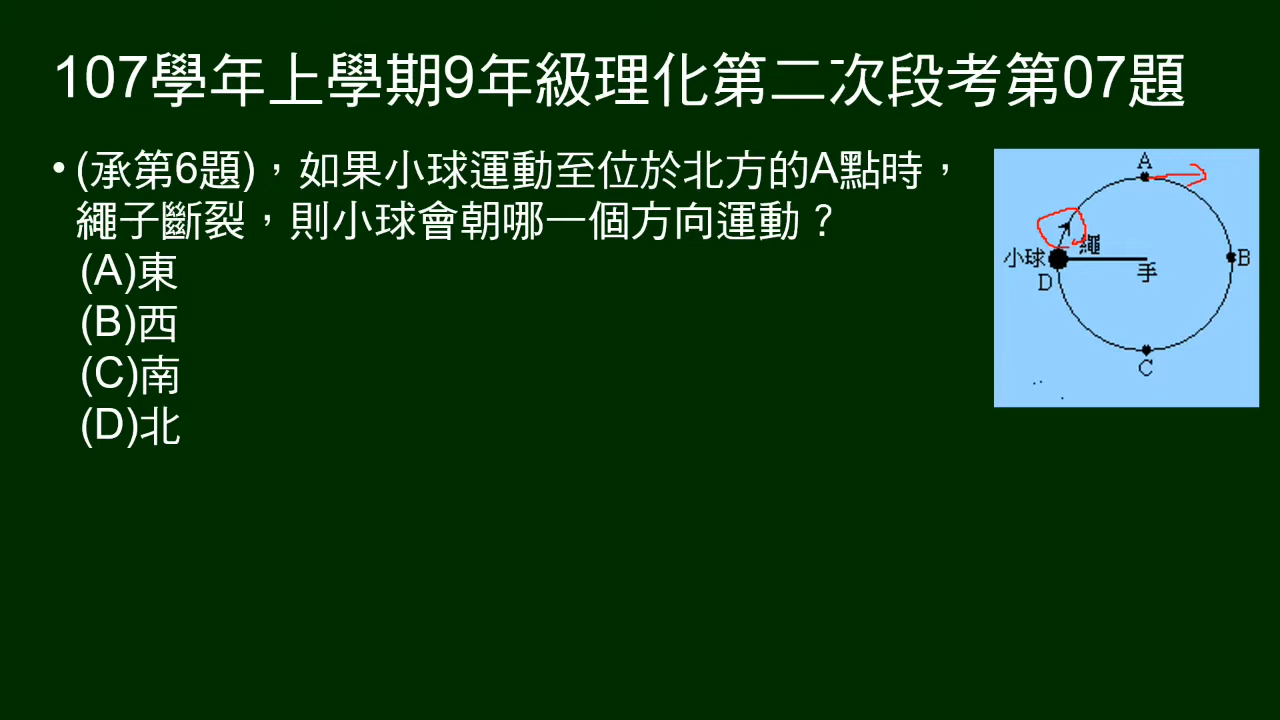 107學年上學期9年級理化第二次段考第07題
• (承第6題)，如果小球運動至位於北方的A點時，
繩子斷裂，則小球會朝哪一個方向運動？
(A)東
(B)西
(C)南
(D)北
A
繩
小球
B
手
D
C